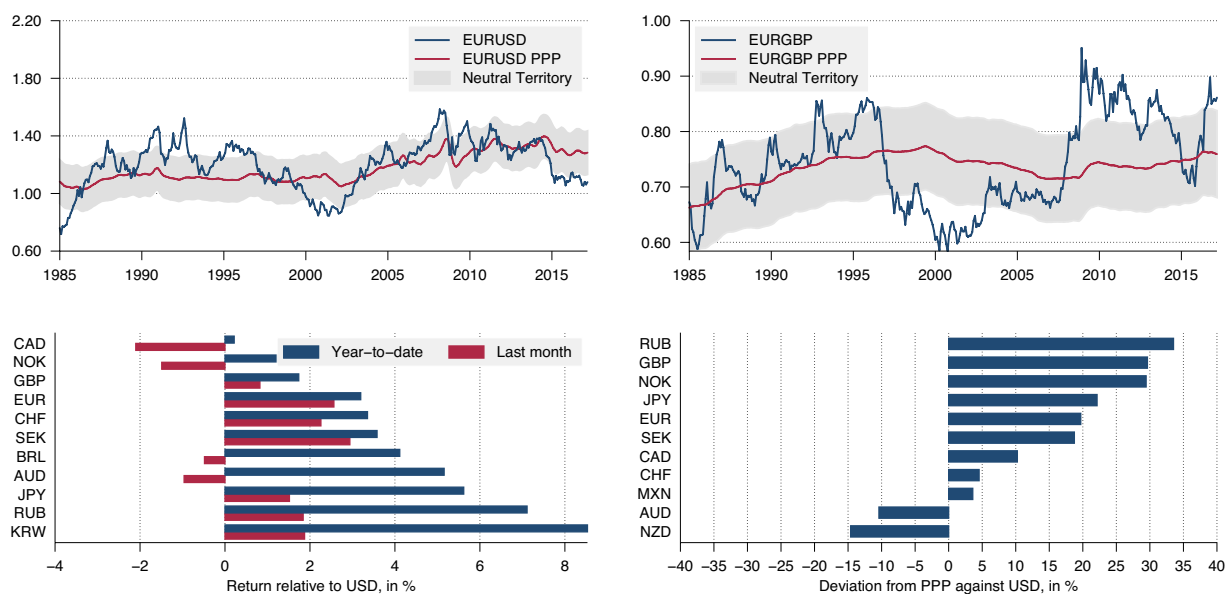 2.20
1.80
1.40
1.00
0.60
EURUSD
EURUSD PPP
Neutral Territory
1985 1990 1995 2000 2005 2010 2015
1.00
0.90
0.80
0.70
0.60
EURGBP
EURGBP PPP
Neutral Territory
1985 1990 1995 2000 2005 2010 2015
Year-to-date Last month
CAD
NOK
GBP
EUR
CHF
SEK
BRL
AUD
JPY
RUB
KRW
−4 −2 0 2 4 6 8
Return relative to USD, in %
RUB
GBP
NOK
JPY
EUR
SEK
CAD
CHF
MXN
AUD
NZD
−40 −35 −30 −25 −20 −15 −10 −5 0 5 10 15 20 25 30 35 40
Deviation from PPP against USD, in %